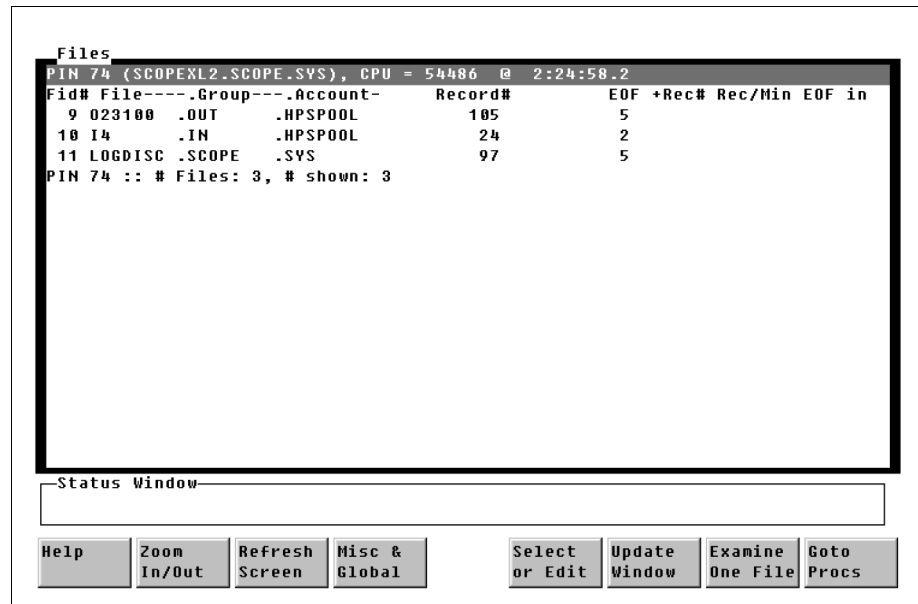 Files
PIN 74 (SCOPEXL2.SCOPE.SYS), CPU = 54486 @ 2:24:58.2
Fid# File----.Group---.Account- Record# EOF +Rec# Rec/Min EOF in
9 O23100 .OUT .HPSPOOL 105 5
10 I4 .IN .HPSPOOL 24 2
11 LOGDISC .SCOPE .SYS 97 5
PIN 74 :: # Files: 3, # shown: 3
Status Window
Help Zoom In/Out Refresh Screen Misc & Global Select or Edit Update Window Examine One File Goto Procs